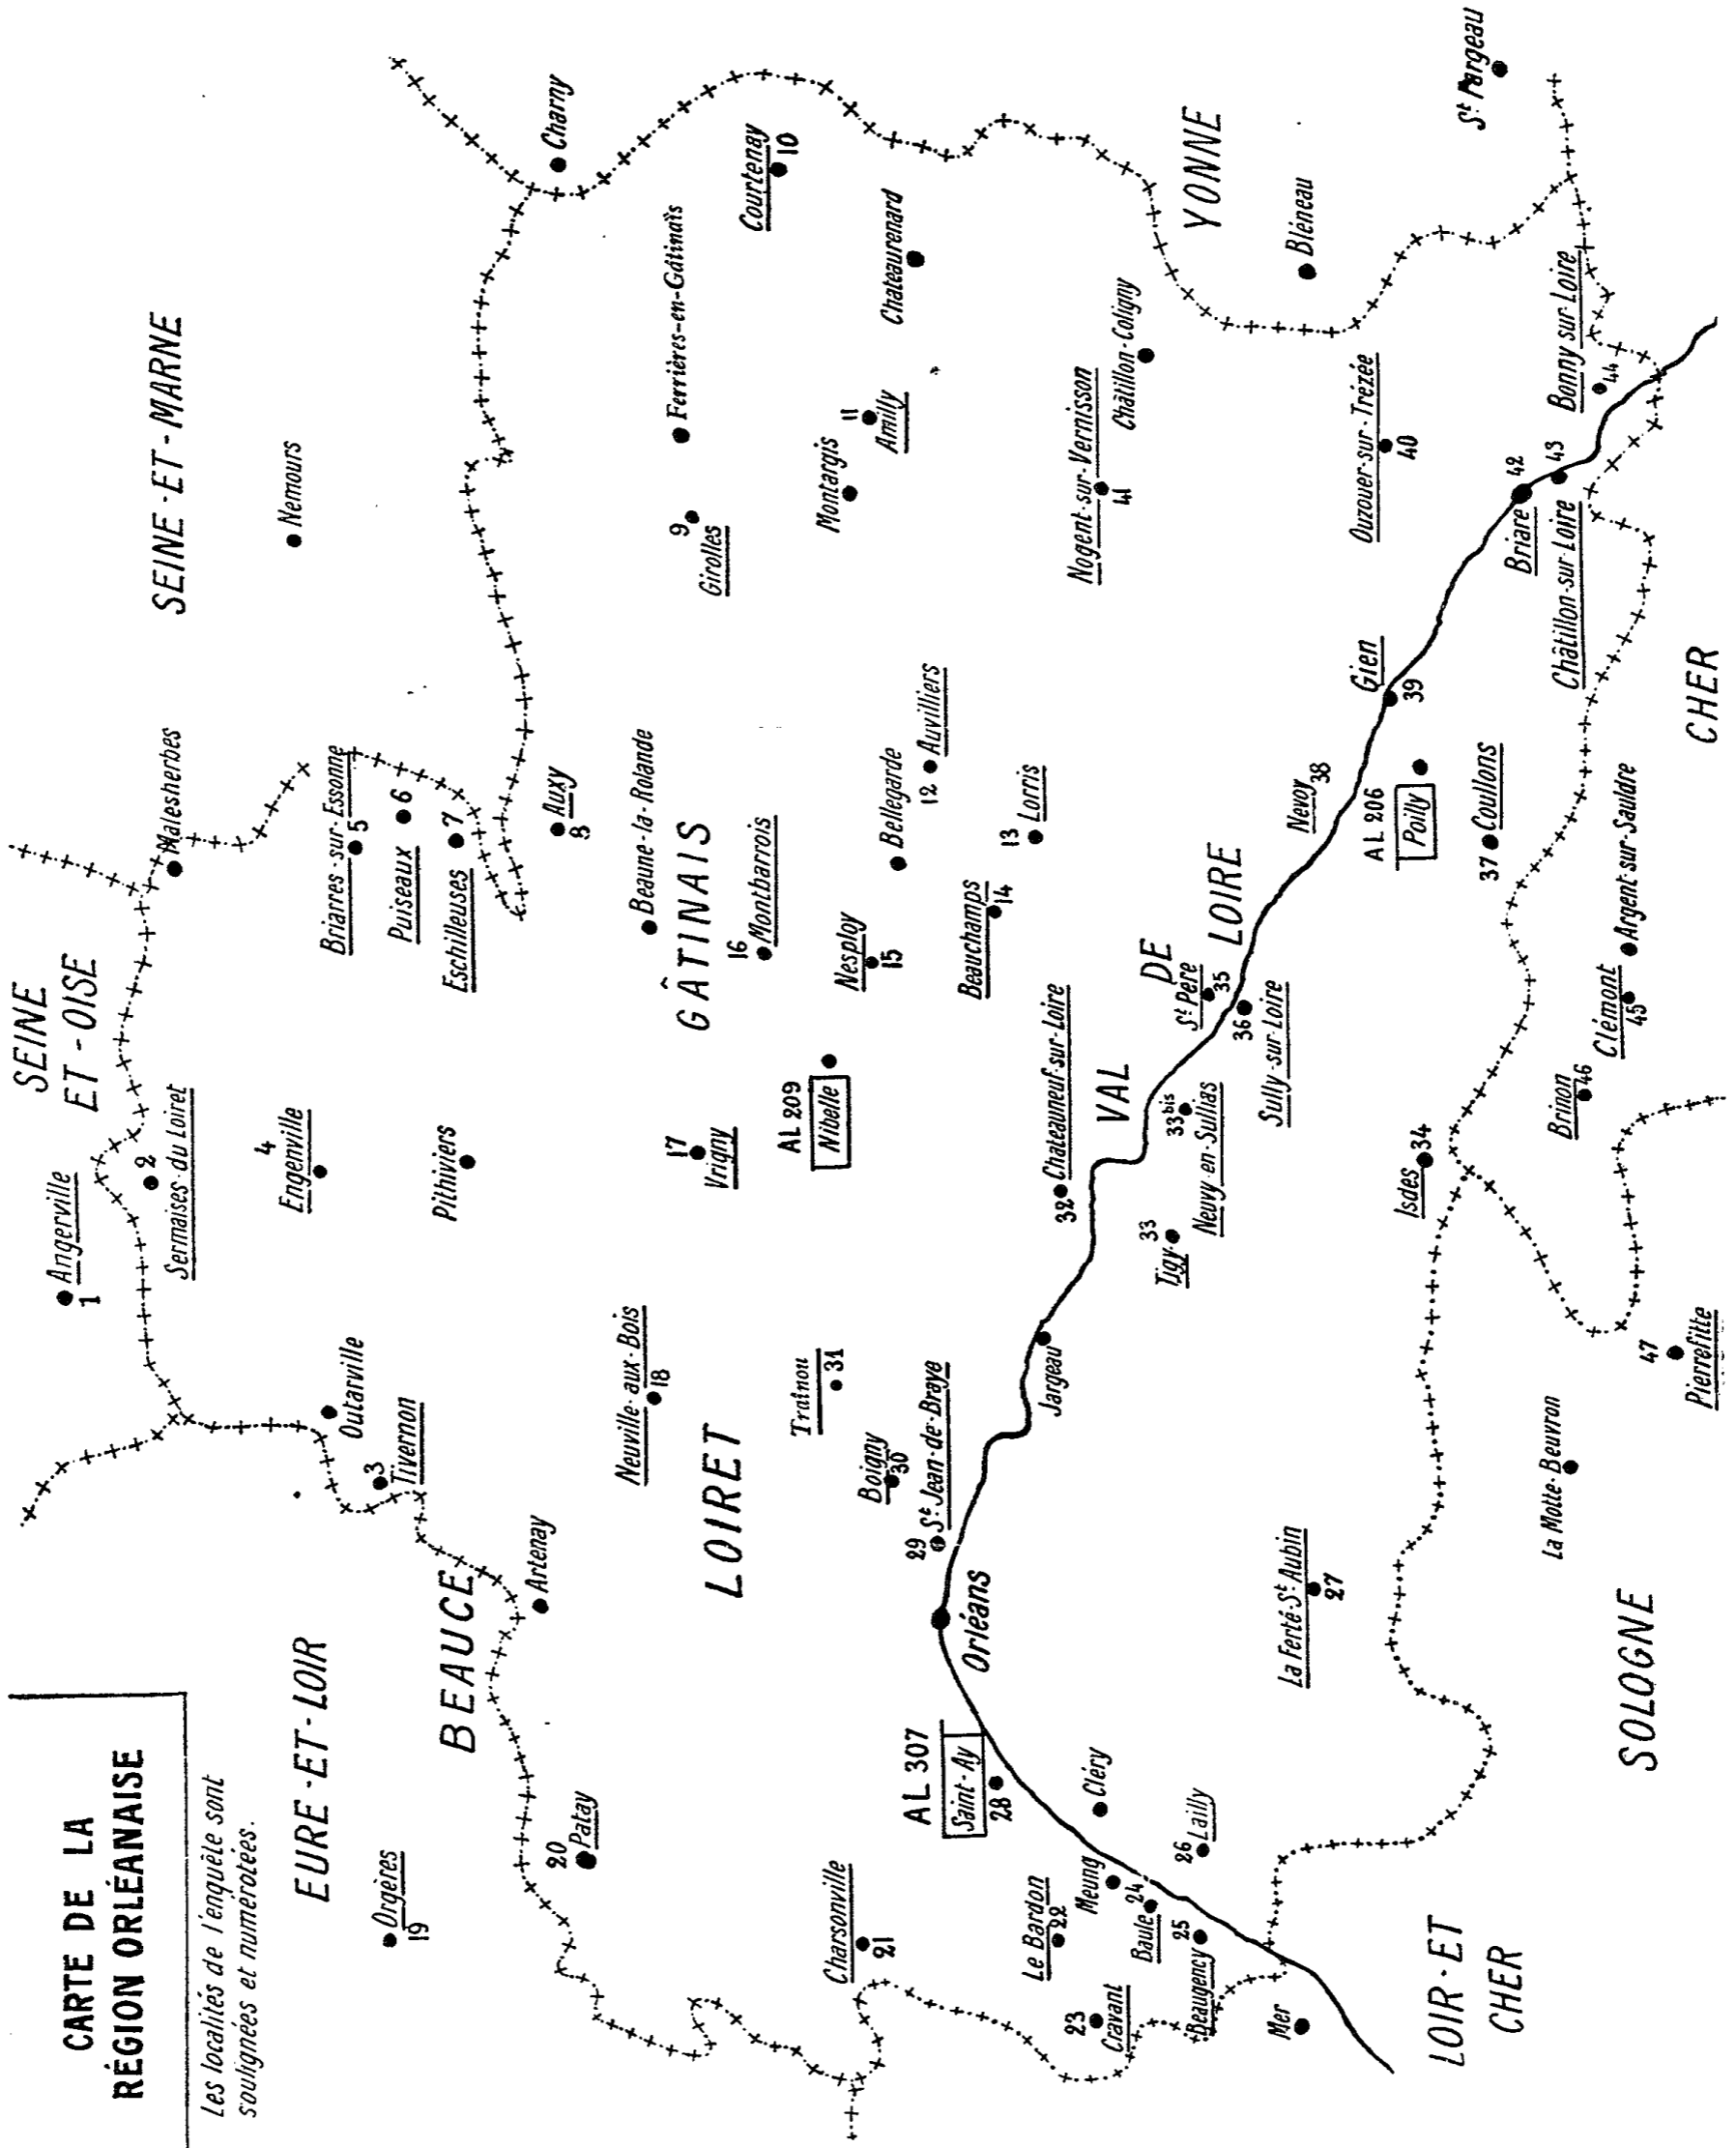 CARTE DE LA
RÉGION ORLÉANAISE
Les localités de l'enquête sont
soulignées et numérotées.
SEINE
ET-OISE
SEINE-ET-MARNE
EURE-ET-LOIR
BEAUCE
LOIRET
GÂTINAIS
YONNE
VAL
DE
LOIRE
SOLOGNE
CHER
LOIR-ET
CHER
1
Angerville
2
Sermaises-du Loiret
3
Tivernon
Outarville
4
Engenville
Pithiviers
Malesherbes
Briarres-sur-Essonne
5
Puiseaux
6
Eschilleuses
7
Auxy
8
Nemours
Charny
Artenay
19
Orgères
20
Patay
Neuville-aux-Bois
18
17
Vrigny
Beaune-la-Rolande
16
Montbarrois
9
Girolles
Ferrières-en-Gâtinais
Courtenay
10
Montargis
11
Amilly
Chateaurenard
AL 209
Nibelle
Nesploy
15
Bellegarde
12
Auvilliers
13
Lorris
Beauchamps
14
Trainou
31
Boigny
30
29
St Jean-de-Braye
Orléans
Jargeau
Charsonville
21
AL 307
Saint-Ay
28
Cléry
Le Bardon
22
Meung
23
Cravant
Baule
24
Beaugency
25
26
Lailly
Mer
La Ferté-St Aubin
27
32
Chateauneuf-sur-Loire
33
Tigy
33 bis
Neuvy-en-Sullias
St Père
35
36
Sully-sur-Loire
Isdes
34
Nevoy
38
AL 206
Poilly
Gien
39
37
Coullons
Nogent-sur-Vernisson
41
Châtillon-Coligny
Bléneau
St Fargeau
Ouzouer-sur-Trézée
40
Briare
42
43
Châtillon-sur-Loire
Bonny sur-Loire
44
Argent-sur-Sauldre
Clémont
45
Brinon
46
La Motte-Beuvron
47
Pierrefitte